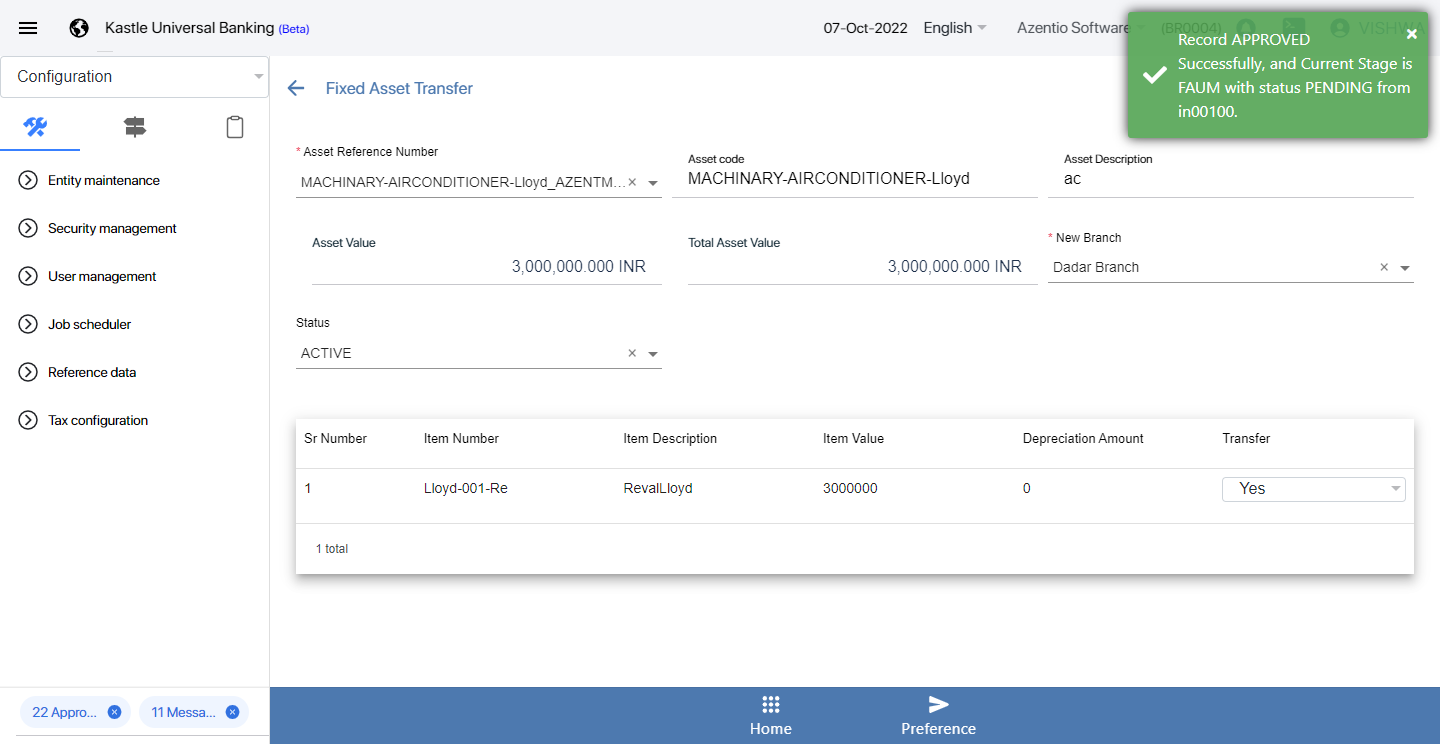 Kastle Universal Banking (Beta)
07-Oct-2022
English
Azentio Software
(BR0004)
VISHWA
Record APPROVED
Successfully, and Current Stage is
FAUM with status PENDING from
in00100.
Configuration
Entity maintenance
Security management
User management
Job scheduler
Reference data
Tax configuration
22 Appro...
11 Messa...
Fixed Asset Transfer
* Asset Reference Number
MACHINARY-AIRCONDITIONER-Lloyd_AZENTM...
Asset code
MACHINARY-AIRCONDITIONER-Lloyd
Asset Description
ac
Asset Value
3,000,000.000 INR
Total Asset Value
3,000,000.000 INR
* New Branch
Dadar Branch
Status
ACTIVE
Sr Number Item Number Item Description Item Value Depreciation Amount Transfer
1 Lloyd-001-Re RevalLloyd 3000000 0 Yes
1 total
Home
Preference